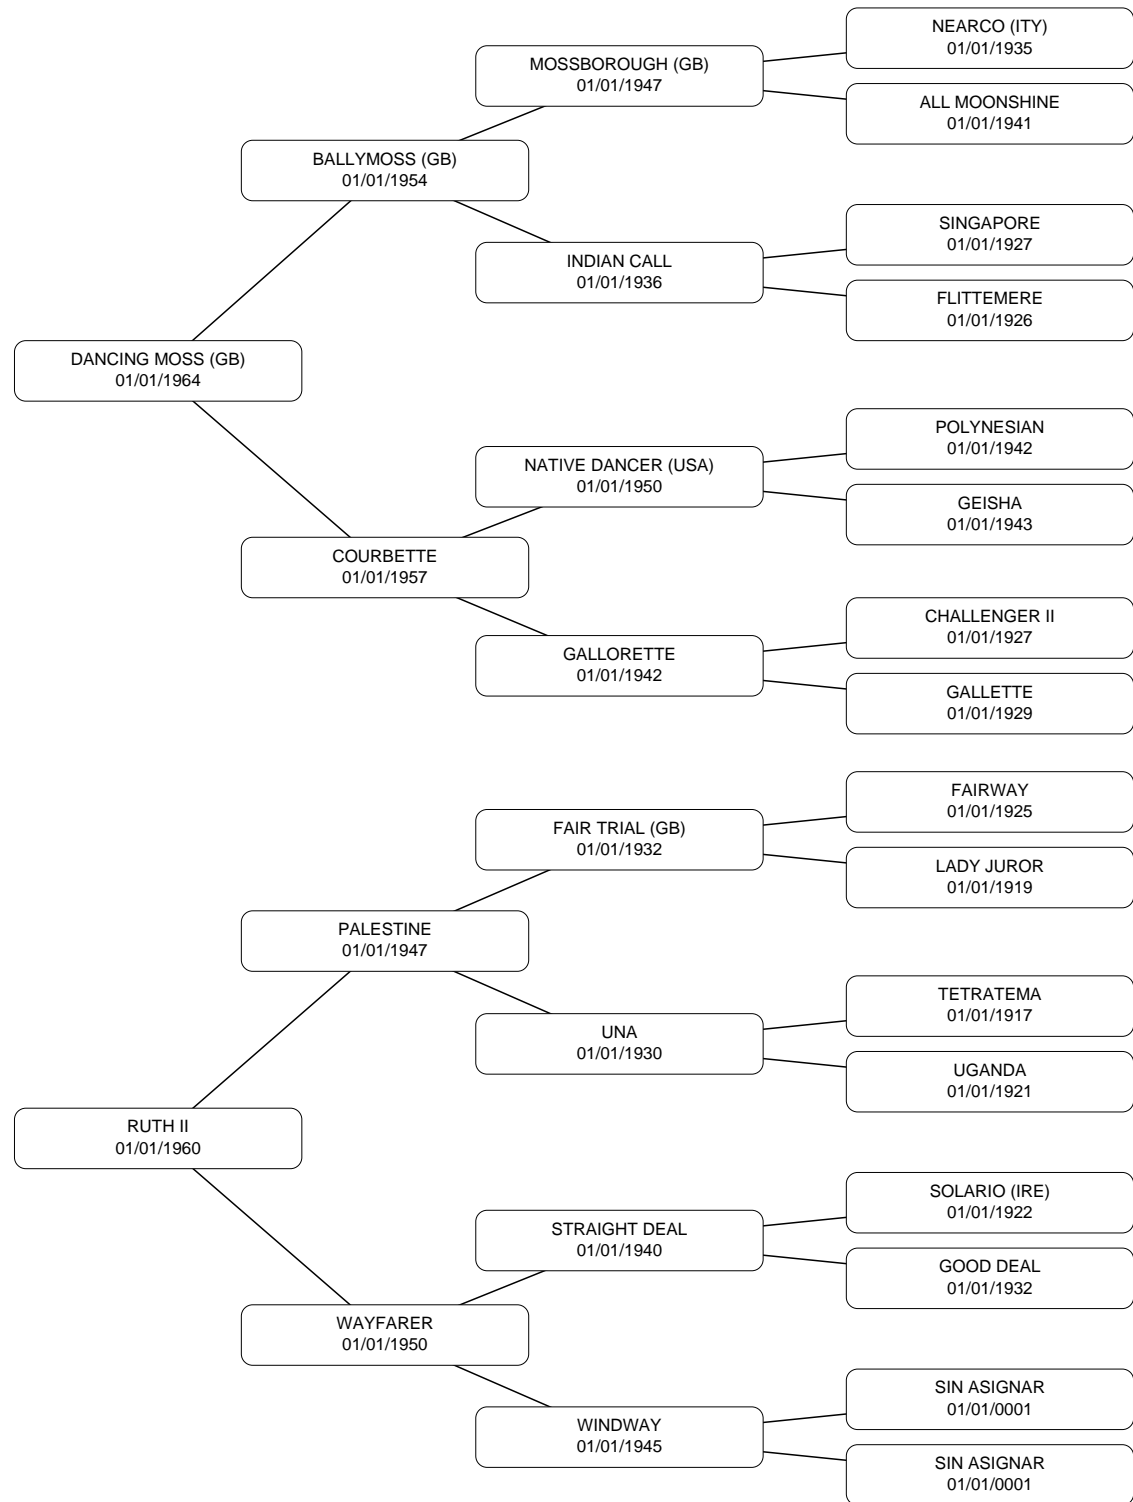 NEARCO (ITY)
01/01/1935
MOSSBOROUGH (GB)
01/01/1947
ALL MOONSHINE
01/01/1941
BALLYMOSS (GB)
01/01/1954
SINGAPORE
01/01/1927
INDIAN CALL
01/01/1936
FLITTEMERE
01/01/1926
DANCING MOSS (GB)
01/01/1964
POLYNESIAN
01/01/1942
NATIVE DANCER (USA)
01/01/1950
GEISHA
01/01/1943
COURBETTE
01/01/1957
CHALLENGER II
01/01/1927
GALLORETTE
01/01/1942
GALLETTE
01/01/1929
FAIRWAY
01/01/1925
FAIR TRIAL (GB)
01/01/1932
LADY JUROR
01/01/1919
PALESTINE
01/01/1947
TETRATEMA
01/01/1917
UNA
01/01/1930
UGANDA
01/01/1921
RUTH II
01/01/1960
SOLARIO (IRE)
01/01/1922
STRAIGHT DEAL
01/01/1940
GOOD DEAL
01/01/1932
WAYFARER
01/01/1950
SIN ASIGNAR
01/01/0001
WINDWAY
01/01/1945
SIN ASIGNAR
01/01/0001